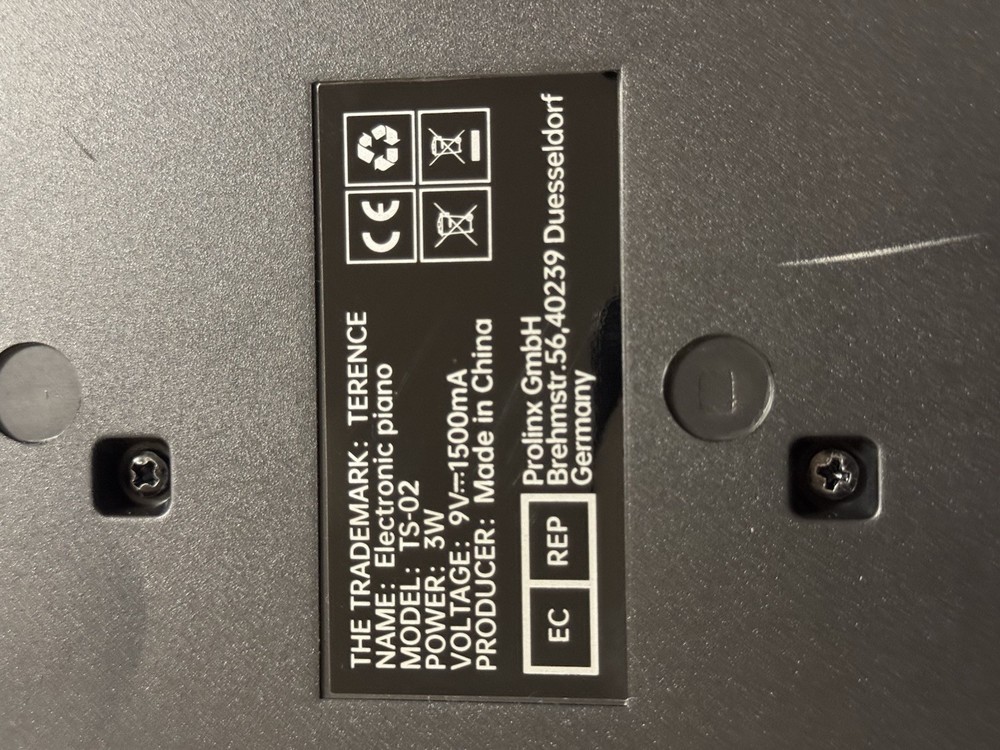 THE TRADEMARK: TERENCE
NAME: Electronic piano
MODEL: TS-02
POWER: 3W
VOLTAGE: 9V⎓1500mA
PRODUCER: Made in China
CE
EC REP
Prolinx GmbH
Brehmstr.56,40239 Duesseldorf
Germany